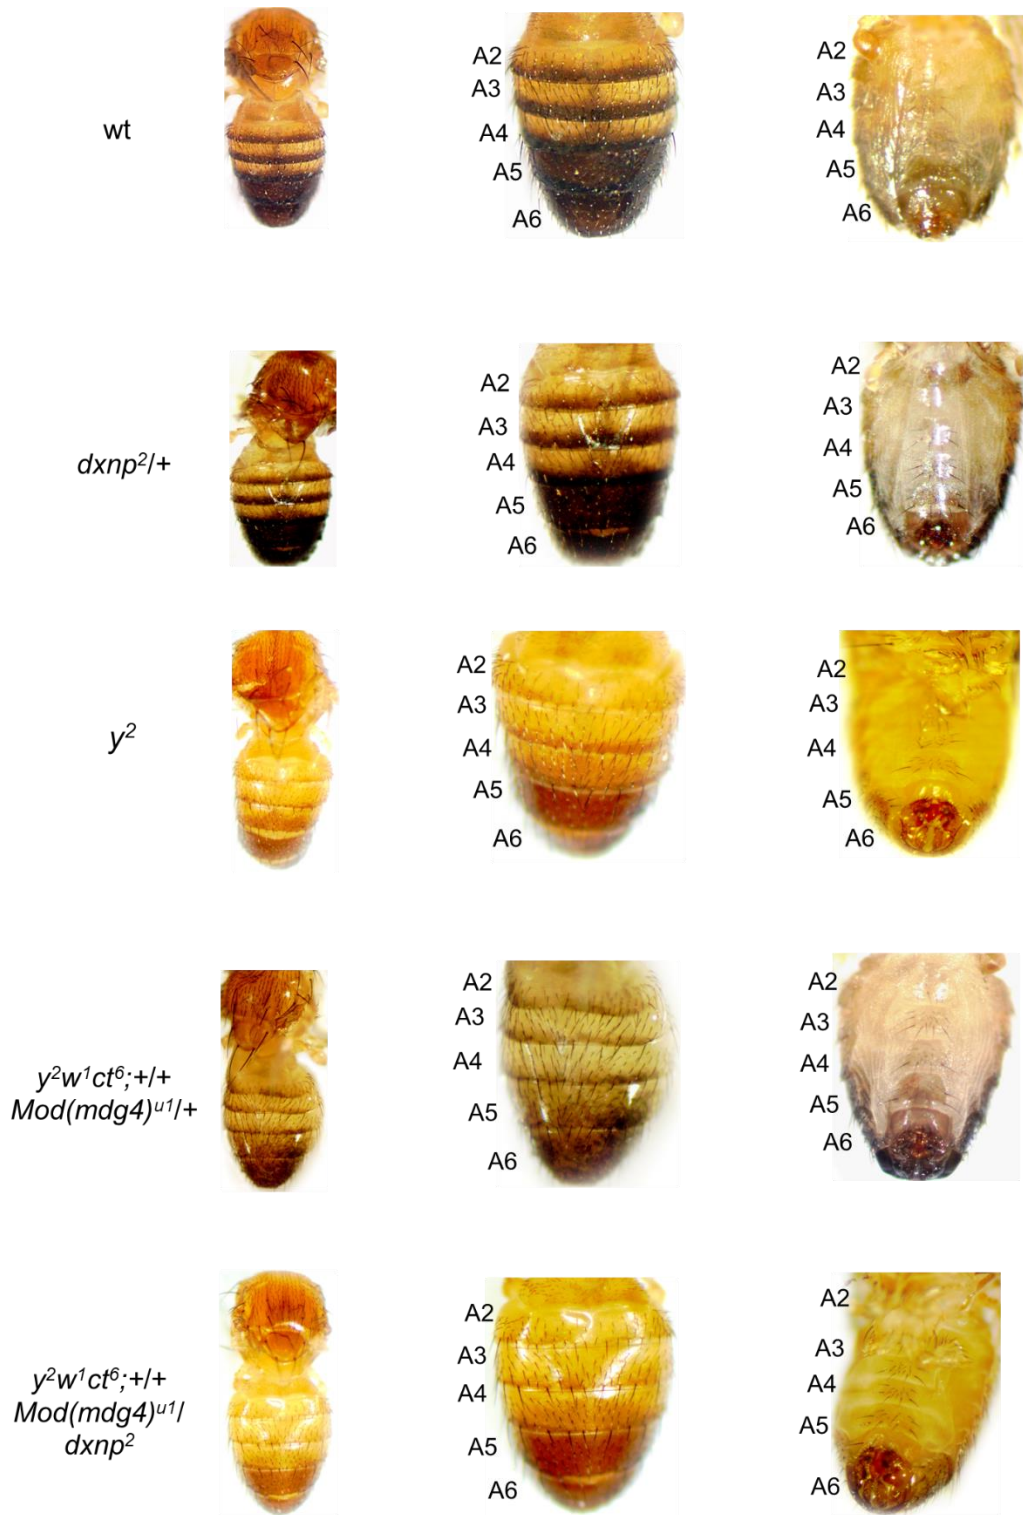 wt
A2
A3
A4
A5
A6
A2
A3
A4
A5
A6
dxnp²/+
A2
A3
A4
A5
A6
A2
A3
A4
A5
A6
y²
A2
A3
A4
A5
A6
A2
A3
A4
A5
A6
y²w¹ct⁶;+/+
Mod(mdg4)ᵘ¹/+
A2
A3
A4
A5
A6
A2
A3
A4
A5
A6
y²w¹ct⁶;+/+
Mod(mdg4)ᵘ¹/
dxnp²
A2
A3
A4
A5
A6
A2
A3
A4
A5
A6